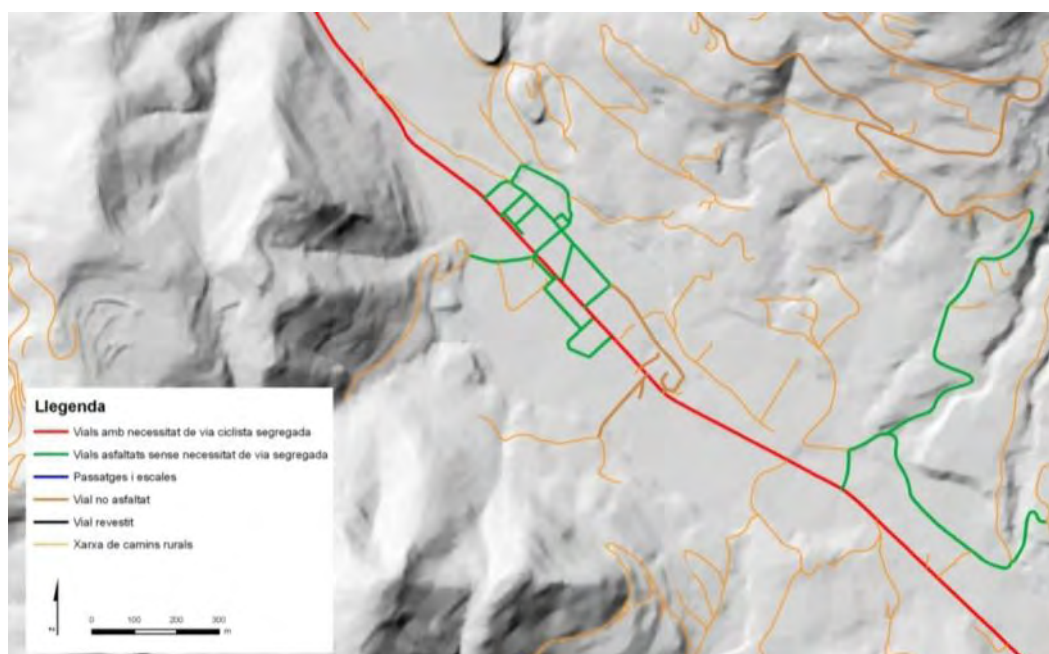 Llegenda
Vials amb necessitat de via ciclista segregada
Vials asfaltats sense necessitat de via segregada
Passatges i escales
Vial no asfaltat
Vial revestit
Xarxa de camins rurals
0 100 200 300
m